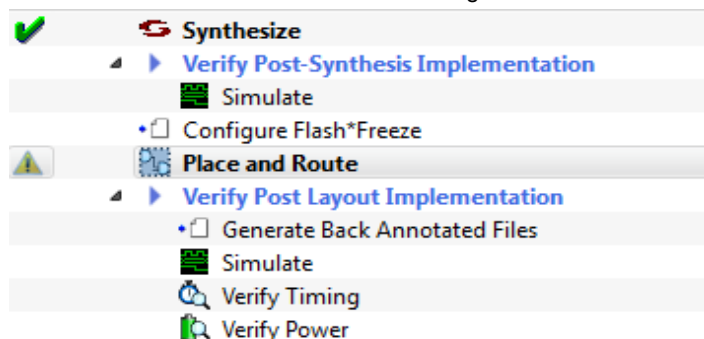 Synthesize
Verify Post-Synthesis Implementation
Simulate
Configure Flash*Freeze
Place and Route
Verify Post Layout Implementation
Generate Back Annotated Files
Simulate
Verify Timing
Verify Power